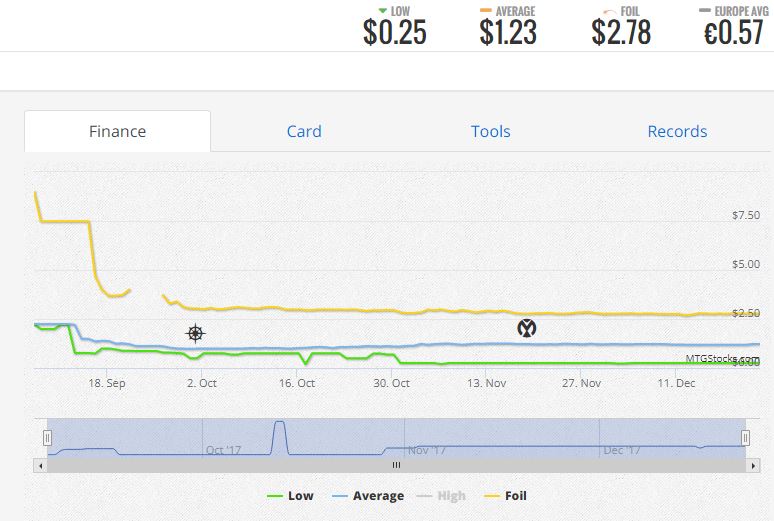 LOW AVERAGE FOIL EUROPE AVG
$0.25 $1.23 $2.78 €0.57
Finance Card Tools Records
$7.50
$5.00
$2.50
MTGStocks.com
$0.00
18. Sep 2. Oct 16. Oct 30. Oct 13. Nov 27. Nov 11. Dec
Oct '17 Nov '17 Dec '17
Low Average High Foil